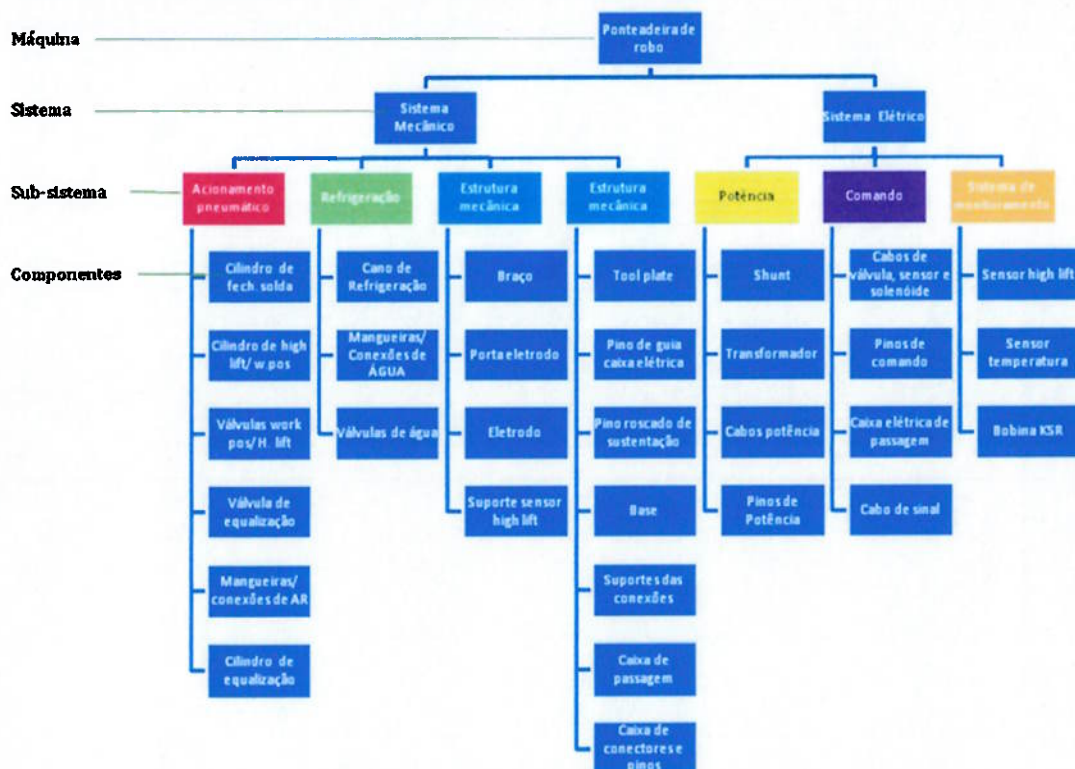 Máquina
Ponteadeira de
robo
Sistema
Sistema
Mecânico
Sistema Elétrico
Sub-sistema
Acionamento
pneumático
Refrigeração
Estrutura
mecânica
Estrutura
mecânica
Potência
Comando
Sistema de
monitoramento
Componentes
Cilindro de
fech. solda
Cilindro de high
lift/ w.pos
Válvulas work
pos/ H. lift
Válvula de
equalização
Mangueiras/
conexões de AR
Cilindro de
equalização
Cano de
Refrigeração
Mangueiras/
Conexões de
ÁGUA
Válvulas de água
Braço
Porta eletrodo
Eletrodo
Suporte sensor
high lift
Tool plate
Pino de guia
caixa elétrica
Pino roscado de
sustentação
Base
Suportes das
conexões
Caixa de
passagem
Caixa de
conectores e
pinos
Shunt
Transformador
Cabos potência
Pinos de
Potência
Cabos de
válvula, sensor e
solenóide
Pinos de
comando
Caixa elétrica de
passagem
Cabo de sinal
Sensor high lift
Sensor
temperatura
Bobina KSR